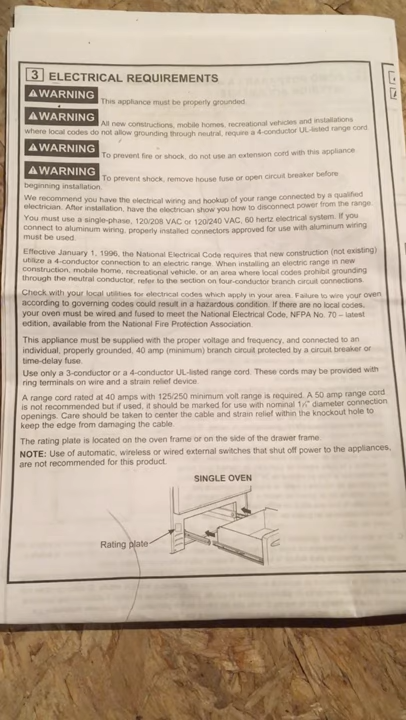 3 ELECTRICAL REQUIREMENTS
⚠WARNING This appliance must be properly grounded.
⚠WARNING All new constructions, mobile homes, recreational vehicles and installations
where local codes do not allow grounding through neutral, require a 4-conductor UL-listed range cord.
⚠WARNING To prevent fire or shock, do not use an extension cord with this appliance.
⚠WARNING To prevent shock, remove house fuse or open circuit breaker before
beginning installation.
We recommend you have the electrical wiring and hookup of your range connected by a qualified
electrician. After installation, have the electrician show you how to disconnect power from the range.
You must use a single-phase, 120/208 VAC or 120/240 VAC, 60 hertz electrical system. If you
connect to aluminum wiring, properly installed connectors approved for use with aluminum wiring
must be used.
Effective January 1, 1996, the National Electrical Code requires that new construction (not existing)
utilize a 4-conductor connection to an electric range. When installing an electric range in new
construction, mobile home, recreational vehicle, or an area where local codes prohibit grounding
through the neutral conductor, refer to the section on four-conductor branch circuit connections.
Check with your local utilities for electrical codes which apply in your area. Failure to wire your oven
according to governing codes could result in a hazardous condition. If there are no local codes,
your oven must be wired and fused to meet the National Electrical Code, NFPA No. 70 – latest
edition, available from the National Fire Protection Association.
This appliance must be supplied with the proper voltage and frequency, and connected to an
individual, properly grounded, 40 amp (minimum) branch circuit protected by a circuit breaker or
time-delay fuse.
Use only a 3-conductor or a 4-conductor UL-listed range cord. These cords may be provided with
ring terminals on wire and a strain relief device.
A range cord rated at 40 amps with 125/250 minimum volt range is required. A 50 amp range cord
is not recommended but if used, it should be marked for use with nominal diameter connection
openings. Care should be taken to center the cable and strain relief within the knockout hole to
keep the edge from damaging the cable.
The rating plate is located on the oven frame or on the side of the drawer frame.
NOTE: Use of automatic, wireless or wired external switches that shut off power to the appliances,
are not recommended for this product.
SINGLE OVEN
Rating plate